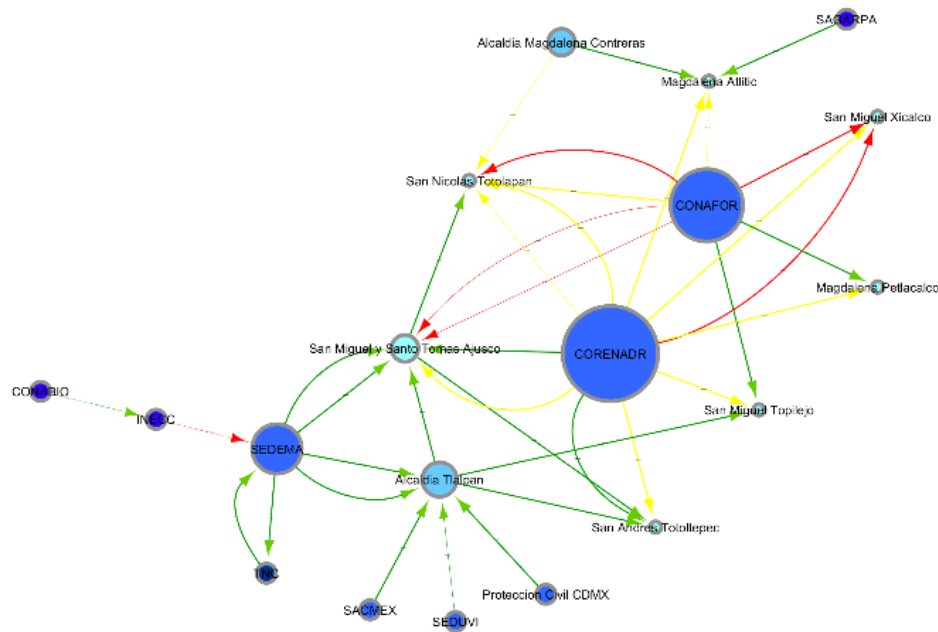 SAGARPA
Alcaldia Magdalena Contreras
Magdalena Atlitic
San Miguel Xicalco
San Nicolas Totolapan
CONAFOR
Magdalena Petlacalco
San Miguel y Santo Tomas Ajusco
CORENADR
CONABIO
San Miguel Topilejo
INECC
SEDEMA
Alcaldia Tlalpan
San Andres Totoltepec
TNC
Proteccion Civil CDMX
SACMEX
SEDUVI